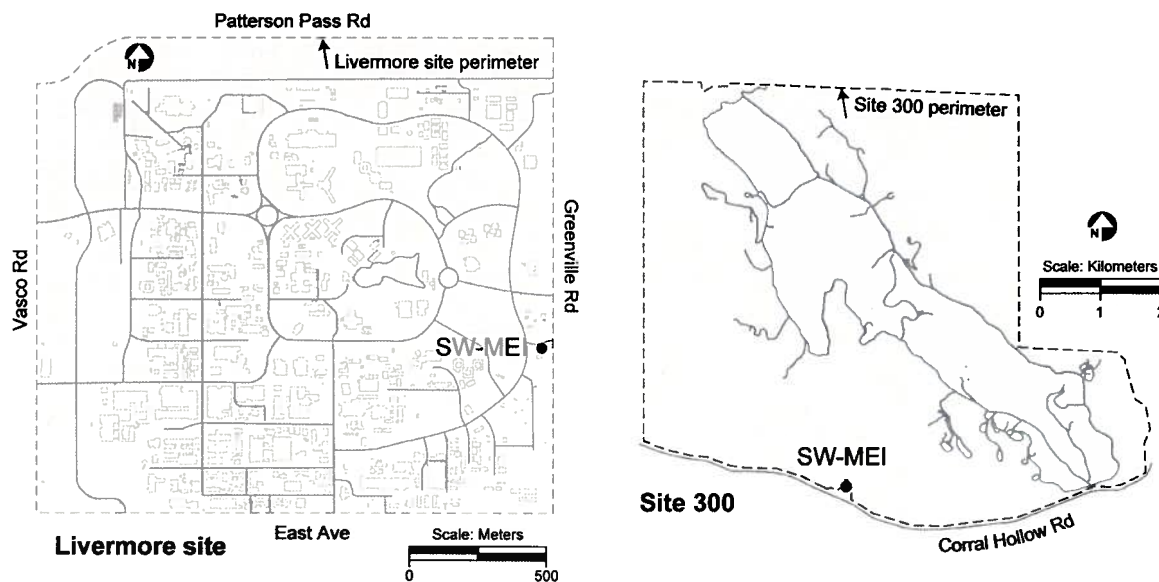 Patterson Pass Rd
N
Livermore site perimeter
Vasco Rd
Greenville Rd
SW-MEI
East Ave
Livermore site
Scale: Meters
0 500
Site 300 perimeter
N
Scale: Kilometers
0 1 2
SW-MEI
Site 300
Corral Hollow Rd